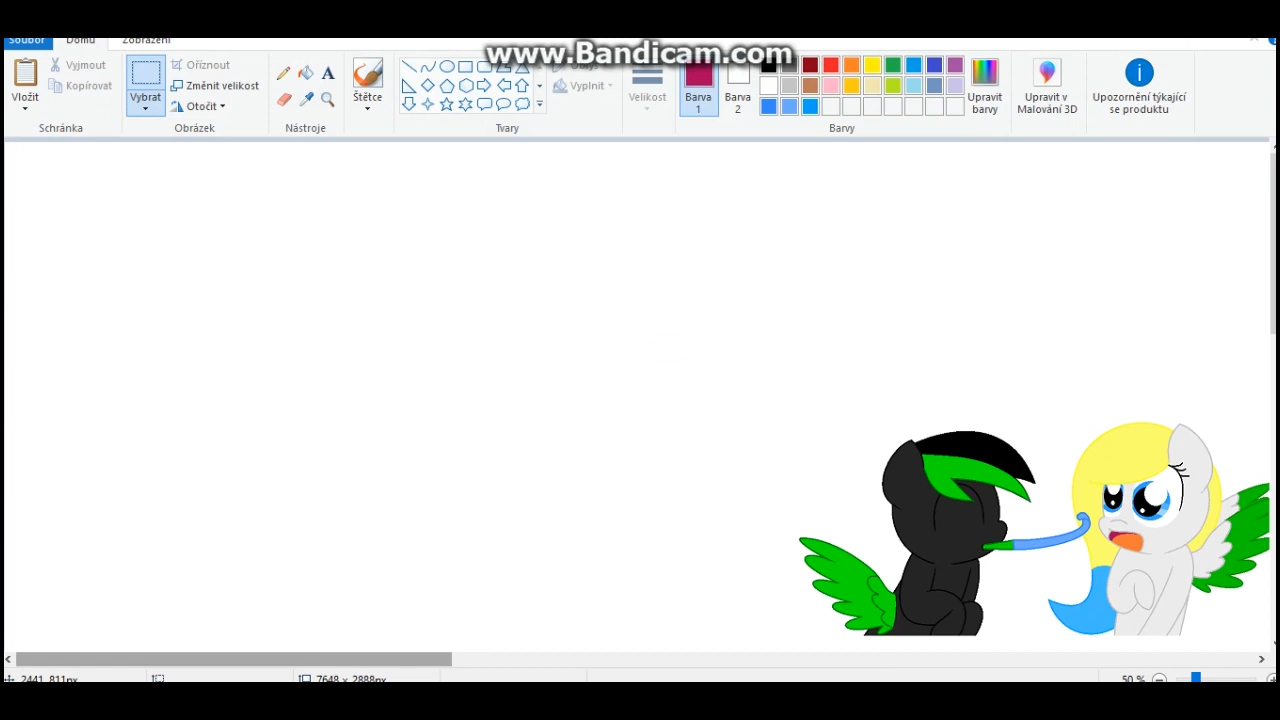 Soubor Domů Zobrazení
www.Bandicam.com
Vložit
Vyjmout
Kopírovat
Schránka
Vybrat
Oříznout
Změnit velikost
Otočit
Obrázek
A
Nástroje
Štětce
Vyplnit
Tvary
Velikost
Barva
1
Barva
2
Upravit
barvy
Barvy
Upravit v
Malování 3D
Upozornění týkající
se produktu
2441, 811px
7648 × 2888px
50 %